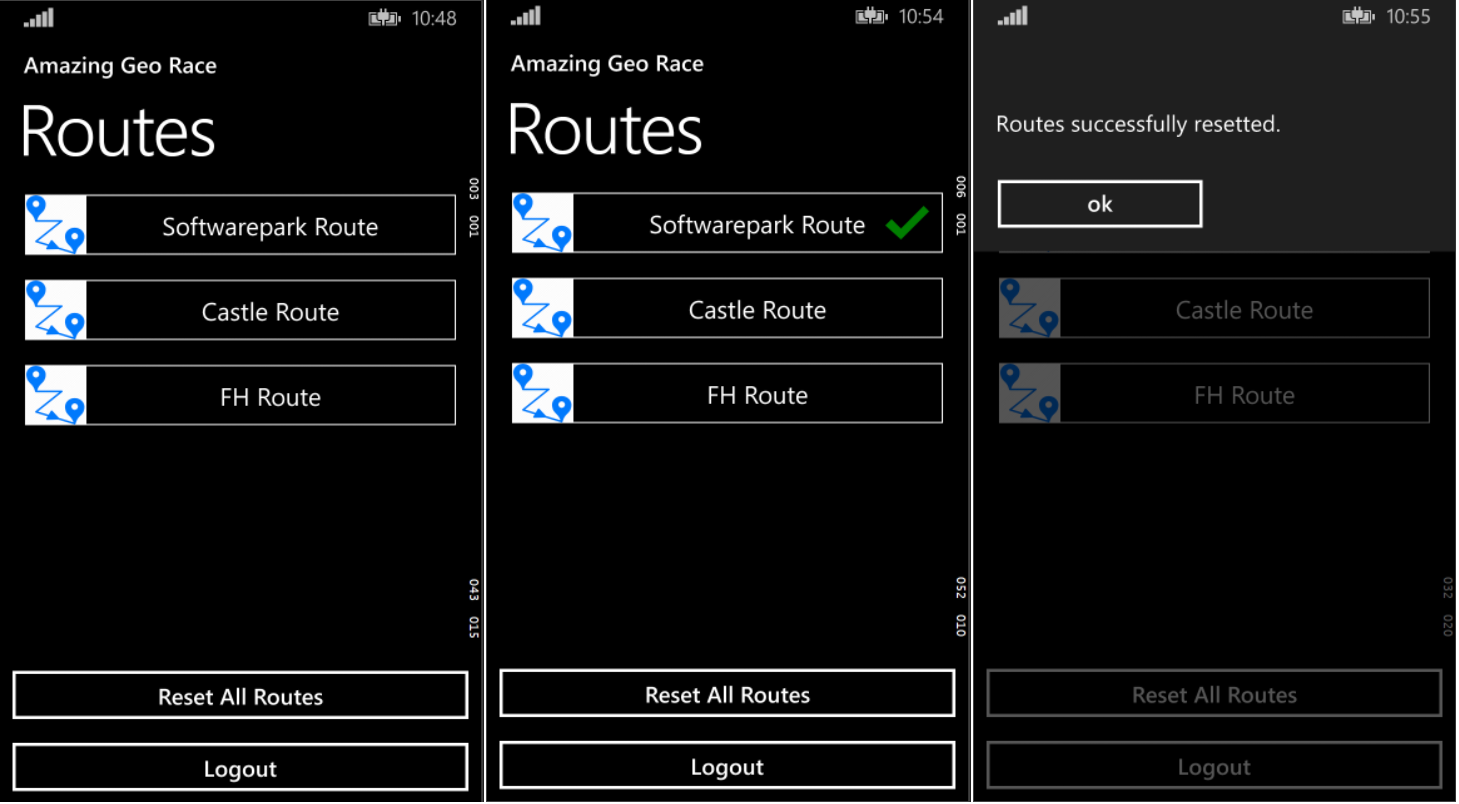 10:48
Amazing Geo Race
Routes
003 001
Softwarepark Route
Castle Route
FH Route
043 015
Reset All Routes
Logout
10:54
Amazing Geo Race
Routes
006 001
Softwarepark Route
Castle Route
FH Route
052 010
Reset All Routes
Logout
10:55
Routes successfully resetted.
ok
Castle Route
FH Route
032 020
Reset All Routes
Logout